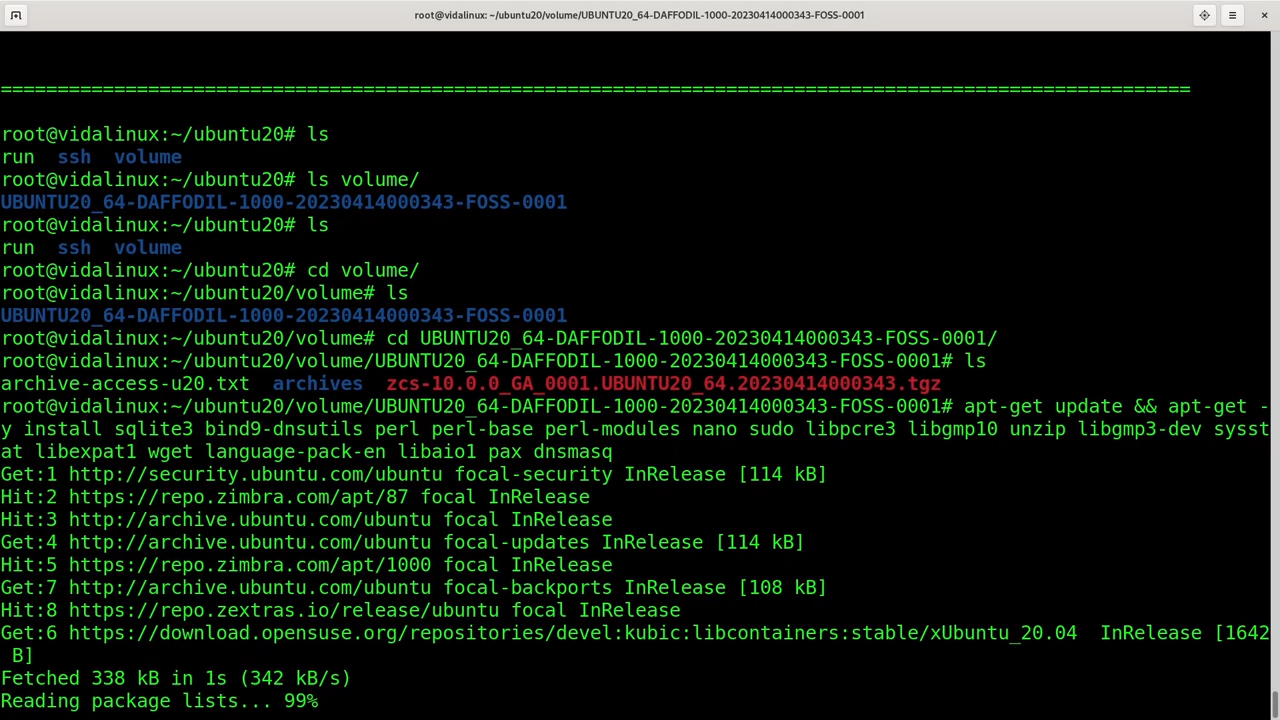 root@vidalinux: ~/ubuntu20/volume/UBUNTU20_64-DAFFODIL-1000-20230414000343-FOSS-0001
=========================================================================================================
root@vidalinux:~/ubuntu20# ls
run  ssh  volume
root@vidalinux:~/ubuntu20# ls volume/
UBUNTU20_64-DAFFODIL-1000-20230414000343-FOSS-0001
root@vidalinux:~/ubuntu20# ls
run  ssh  volume
root@vidalinux:~/ubuntu20# cd volume/
root@vidalinux:~/ubuntu20/volume# ls
UBUNTU20_64-DAFFODIL-1000-20230414000343-FOSS-0001
root@vidalinux:~/ubuntu20/volume# cd UBUNTU20_64-DAFFODIL-1000-20230414000343-FOSS-0001/
root@vidalinux:~/ubuntu20/volume/UBUNTU20_64-DAFFODIL-1000-20230414000343-FOSS-0001# ls
archive-access-u20.txt  archives  zcs-10.0.0_GA_0001.UBUNTU20_64.20230414000343.tgz
root@vidalinux:~/ubuntu20/volume/UBUNTU20_64-DAFFODIL-1000-20230414000343-FOSS-0001# apt-get update && apt-get -
y install sqlite3 bind9-dnsutils perl perl-base perl-modules nano sudo libpcre3 libgmp10 unzip libgmp3-dev sysst
at libexpat1 wget language-pack-en libaio1 pax dnsmasq
Get:1 http://security.ubuntu.com/ubuntu focal-security InRelease [114 kB]
Hit:2 https://repo.zimbra.com/apt/87 focal InRelease
Hit:3 http://archive.ubuntu.com/ubuntu focal InRelease
Get:4 http://archive.ubuntu.com/ubuntu focal-updates InRelease [114 kB]
Hit:5 https://repo.zimbra.com/apt/1000 focal InRelease
Get:7 http://archive.ubuntu.com/ubuntu focal-backports InRelease [108 kB]
Hit:8 https://repo.zextras.io/release/ubuntu focal InRelease
Get:6 https://download.opensuse.org/repositories/devel:kubic:libcontainers:stable/xUbuntu_20.04  InRelease [1642
 B]
Fetched 338 kB in 1s (342 kB/s)
Reading package lists... 99%